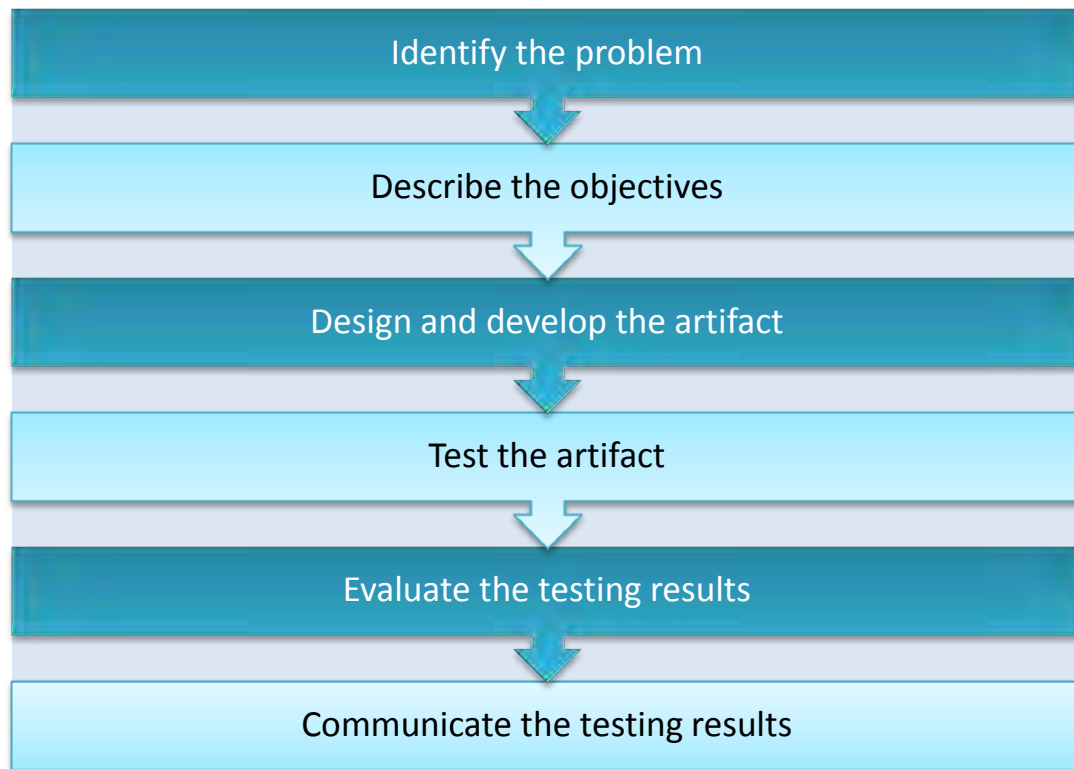 Identify the problem
Describe the objectives
Design and develop the artifact
Test the artifact
Evaluate the testing results
Communicate the testing results